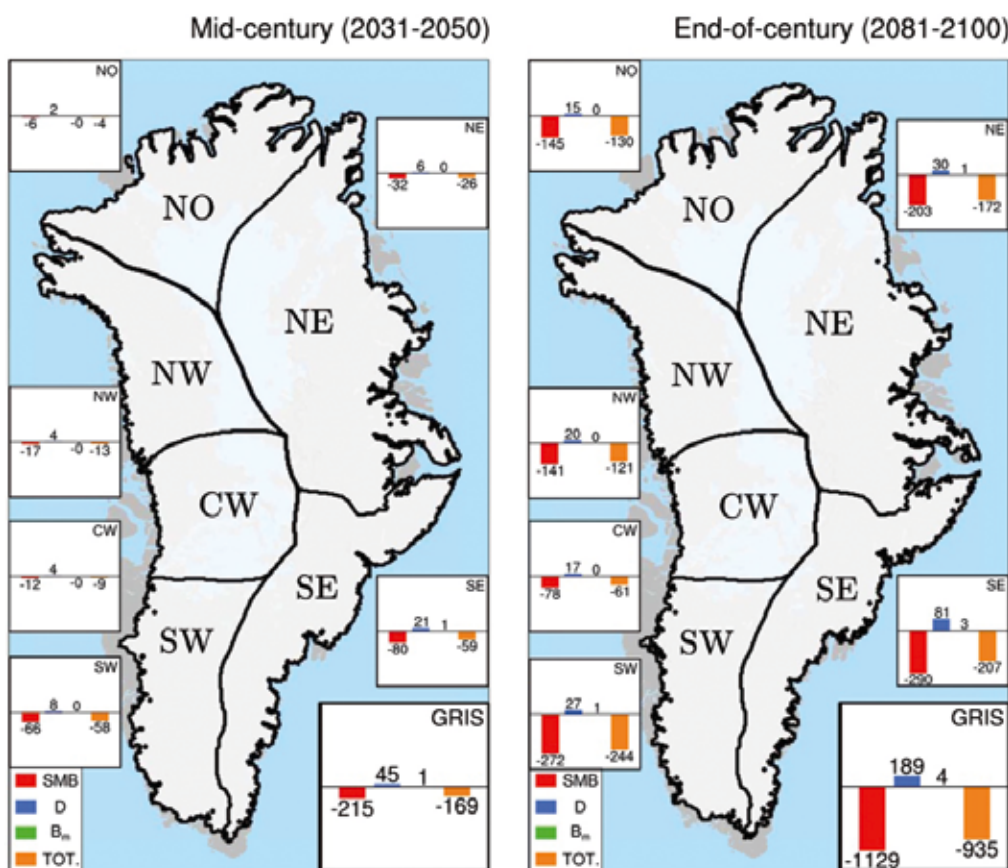 Mid-century (2031-2050)
NO
2
-6 -0 -4
NE
6 0
-32 -26
NO
NE
NW
NW
4
-17 -0 -13
CW
CW
4
-12 -0 -9
SE
SE
21 1
-80 -59
SW
SW
8 0
-66 -58
GRIS
45 1
-215 -169
SMB
D
Bm
TOT.
End-of-century (2081-2100)
NO
15 0
-145 -130
NE
30 1
-203 -172
NO
NE
NW
NW
20 0
-141 -121
CW
CW
17 0
-78 -61
SE
SE
81 3
-290 -207
SW
SW
27 1
-272 -244
GRIS
189 4
-1129 -935
SMB
D
Bm
TOT.